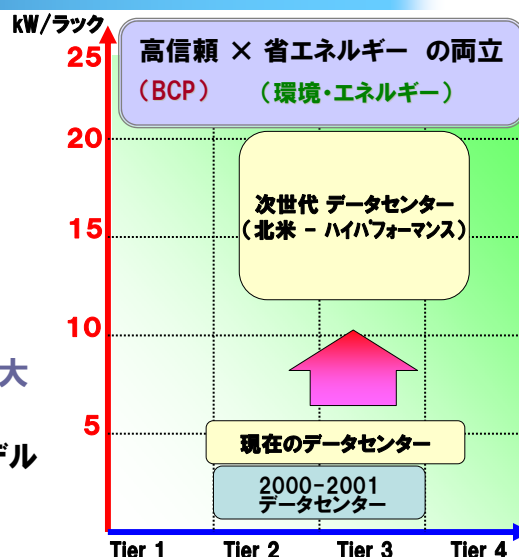 kW/ラック
高信頼 × 省エネルギー の両立
(BCP) (環境・エネルギー)
25
20
次世代 データセンター
(北米 - ハイパフォーマンス)
15
10
大
5
デル
現在のデータセンター
2000-2001
データセンター
Tier 1 Tier 2 Tier 3 Tier 4